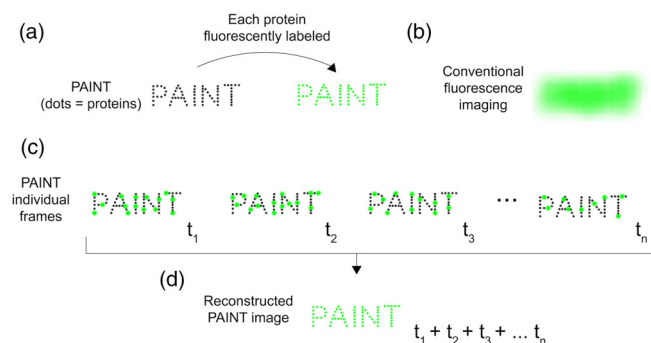 (a)
Each protein
fluorescently labeled
PAINT
(dots = proteins)
PAINT
PAINT
(b)
Conventional
fluorescence
imaging
(c)
PAINT
individual
frames
PAINT
t1
PAINT
t2
PAINT
t3
...
PAINT
tn
(d)
Reconstructed
PAINT image
PAINT
t1 + t2 + t3 + ... tn